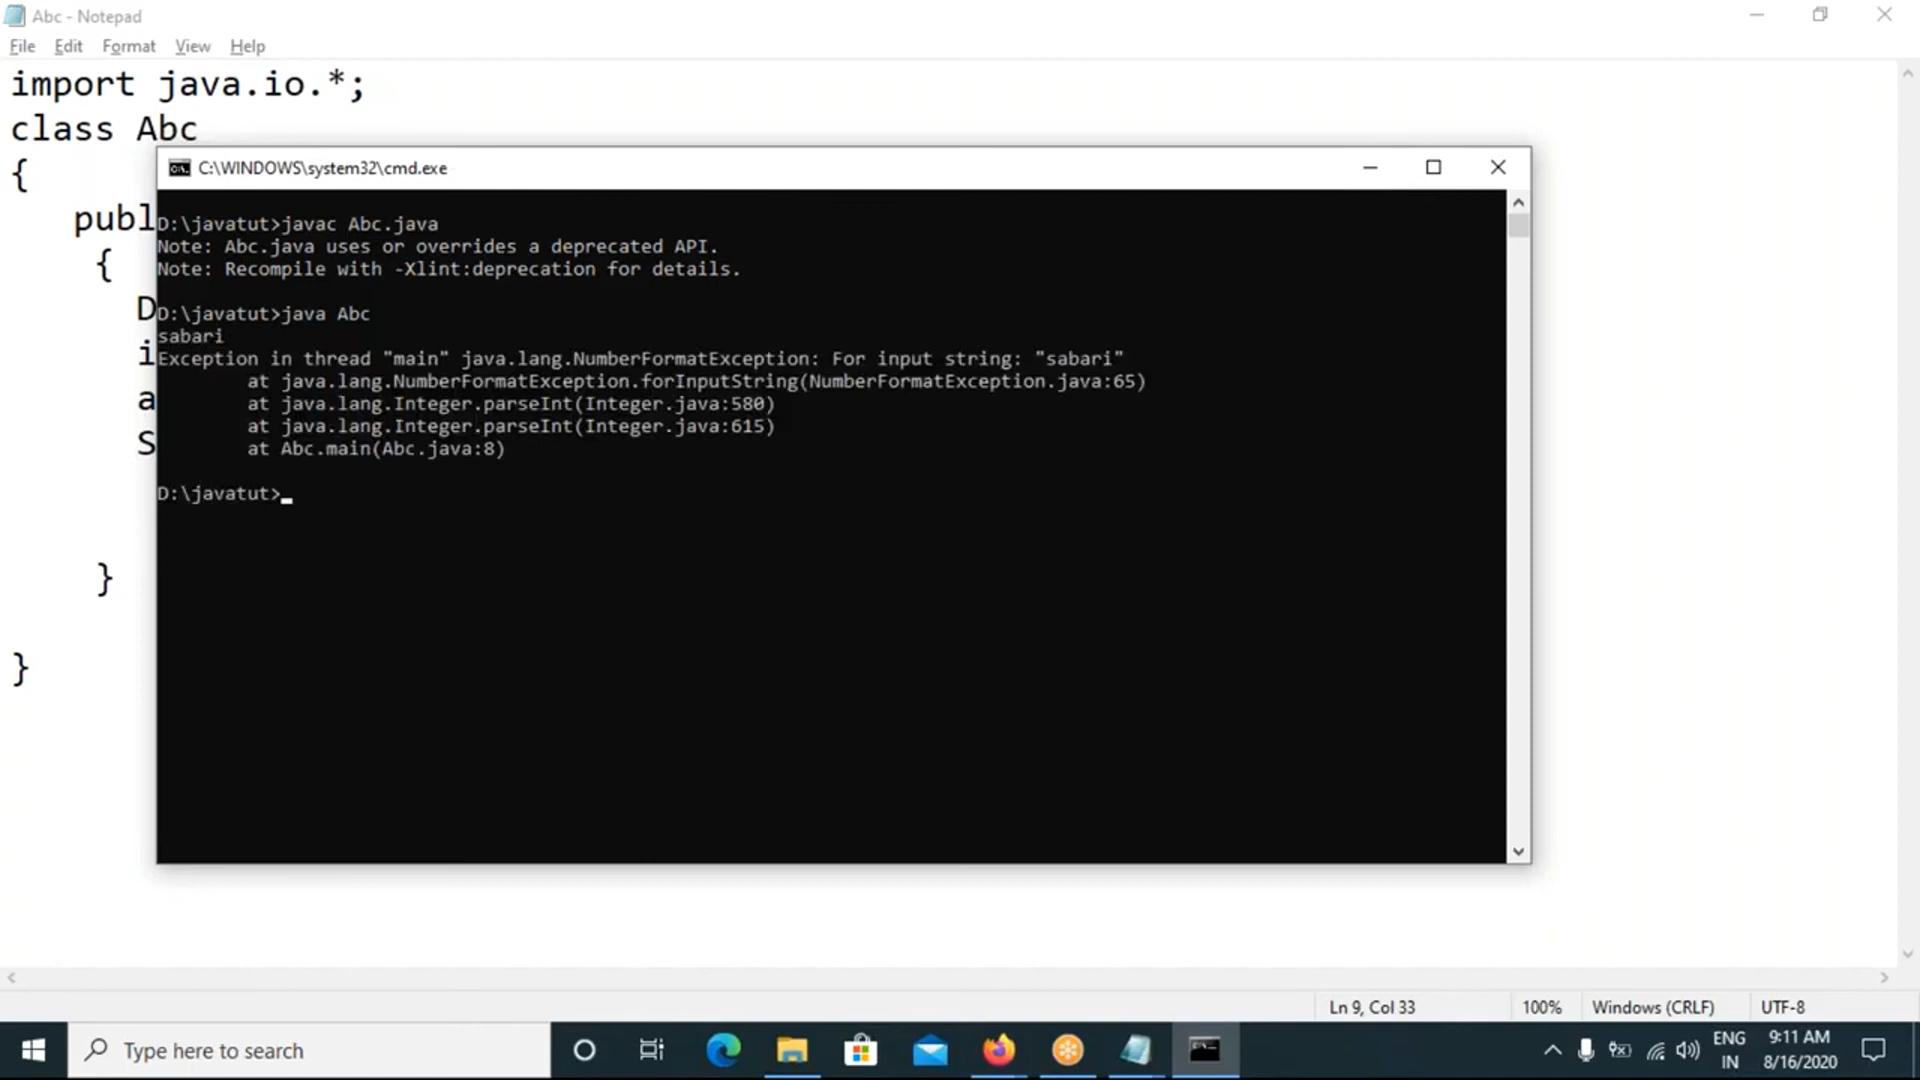 Abc - Notepad
File Edit Format View Help
import java.io.*;
class Abc
{
publ
{
D
i
a
S
}
}
C:\WINDOWS\system32\cmd.exe
D:\javatut>javac Abc.java
Note: Abc.java uses or overrides a deprecated API.
Note: Recompile with -Xlint:deprecation for details.
D:\javatut>java Abc
sabari
Exception in thread "main" java.lang.NumberFormatException: For input string: "sabari"
at java.lang.NumberFormatException.forInputString(NumberFormatException.java:65)
at java.lang.Integer.parseInt(Integer.java:580)
at java.lang.Integer.parseInt(Integer.java:615)
at Abc.main(Abc.java:8)
D:\javatut>
Ln 9, Col 33 100% Windows (CRLF) UTF-8
Type here to search
ENG
IN
9:11 AM
8/16/2020